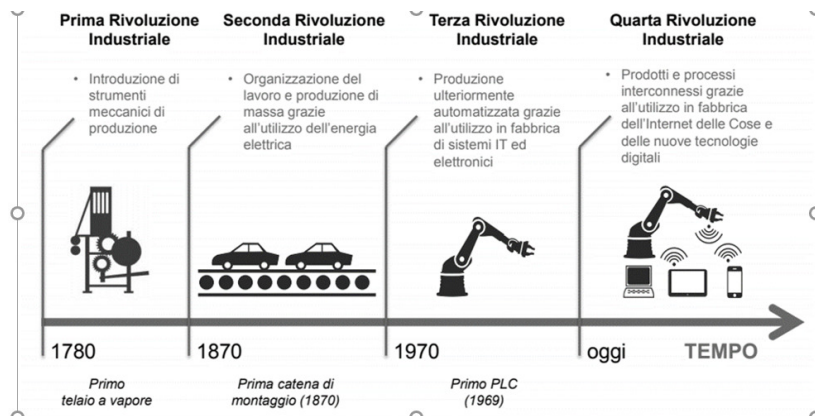 Prima Rivoluzione
Industriale
Seconda Rivoluzione
Industriale
Terza Rivoluzione
Industriale
Quarta Rivoluzione
Industriale
• Introduzione di
strumenti
meccanici di
produzione
• Organizzazione del
lavoro e produzione di
massa grazie
all'utilizzo dell'energia
elettrica
• Produzione
ulteriormente
automatizzata grazie
all'utilizzo in fabbrica
di sistemi IT ed
elettronici
• Prodotti e processi
interconnessi grazie
all'utilizzo in fabbrica
dell'Internet delle Cose e
delle nuove tecnologie
digitali
1780
1870
1970
oggi
TEMPO
Primo
telaio a vapore
Prima catena di
montaggio (1870)
Primo PLC
(1969)